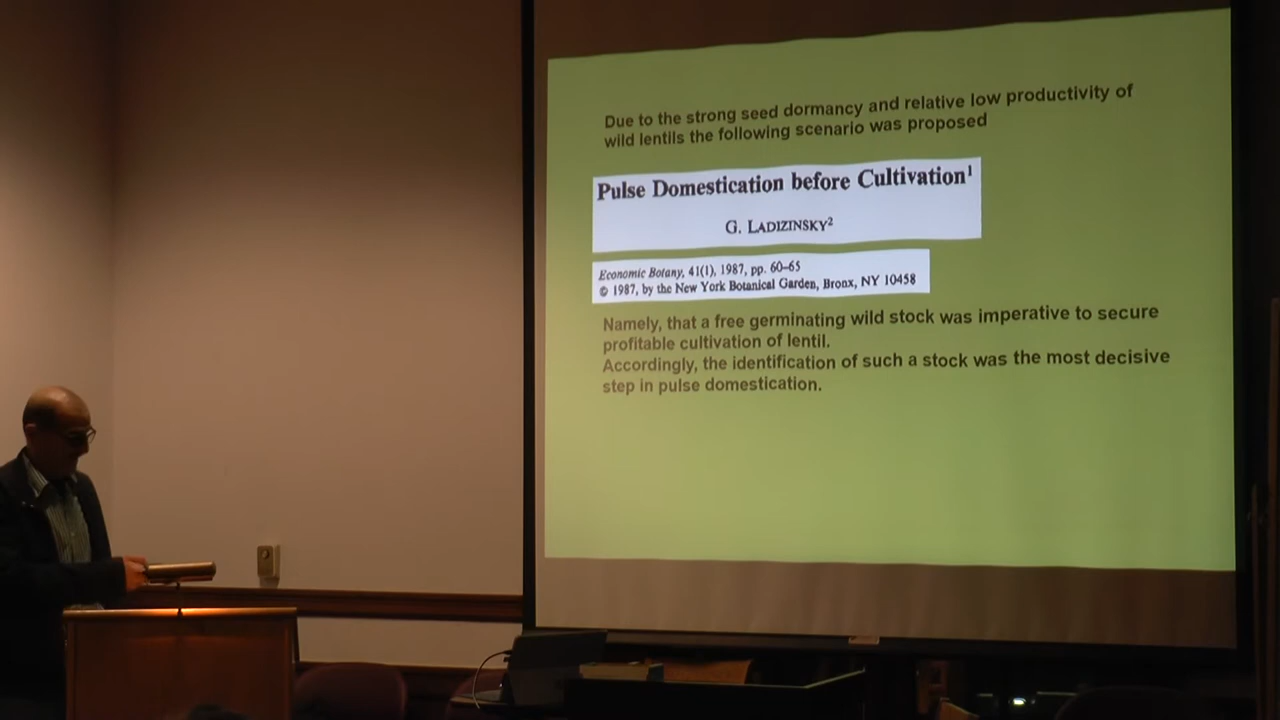 Due to the strong seed dormancy and relative low productivity of
wild lentils the following scenario was proposed
Pulse Domestication before Cultivation¹
G. LADIZINSKY²
Economic Botany, 41(1), 1987, pp. 60–65
© 1987, by the New York Botanical Garden, Bronx, NY 10458
Namely, that a free germinating wild stock was imperative to secure
profitable cultivation of lentil.
Accordingly, the identification of such a stock was the most decisive
step in pulse domestication.